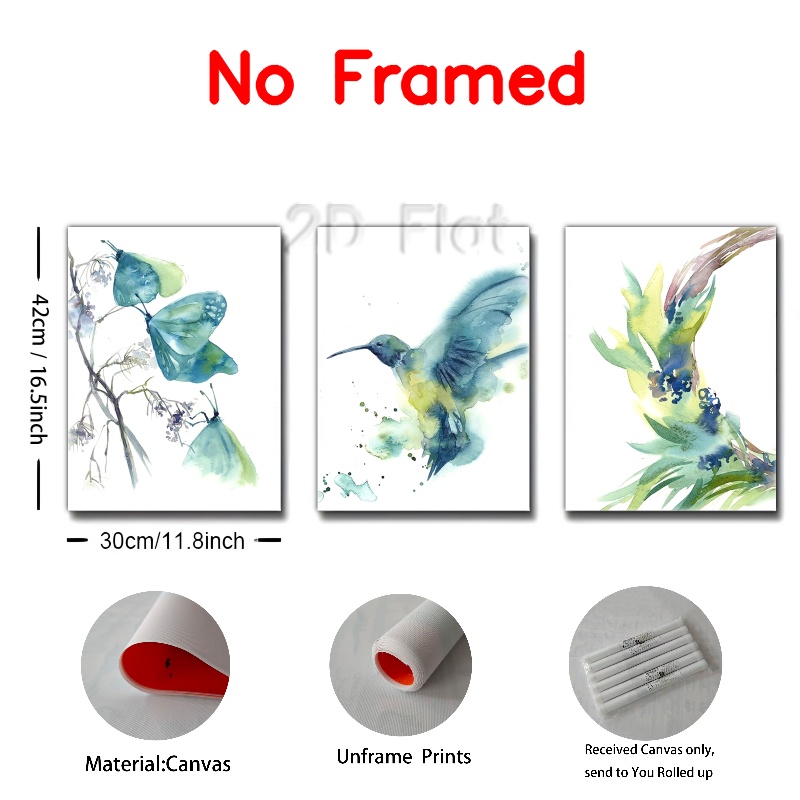 No Framed
2D Flat
42cm / 16.5inch
30cm/11.8inch
Material:Canvas
Unframe Prints
Received Canvas only,
send to You Rolled up